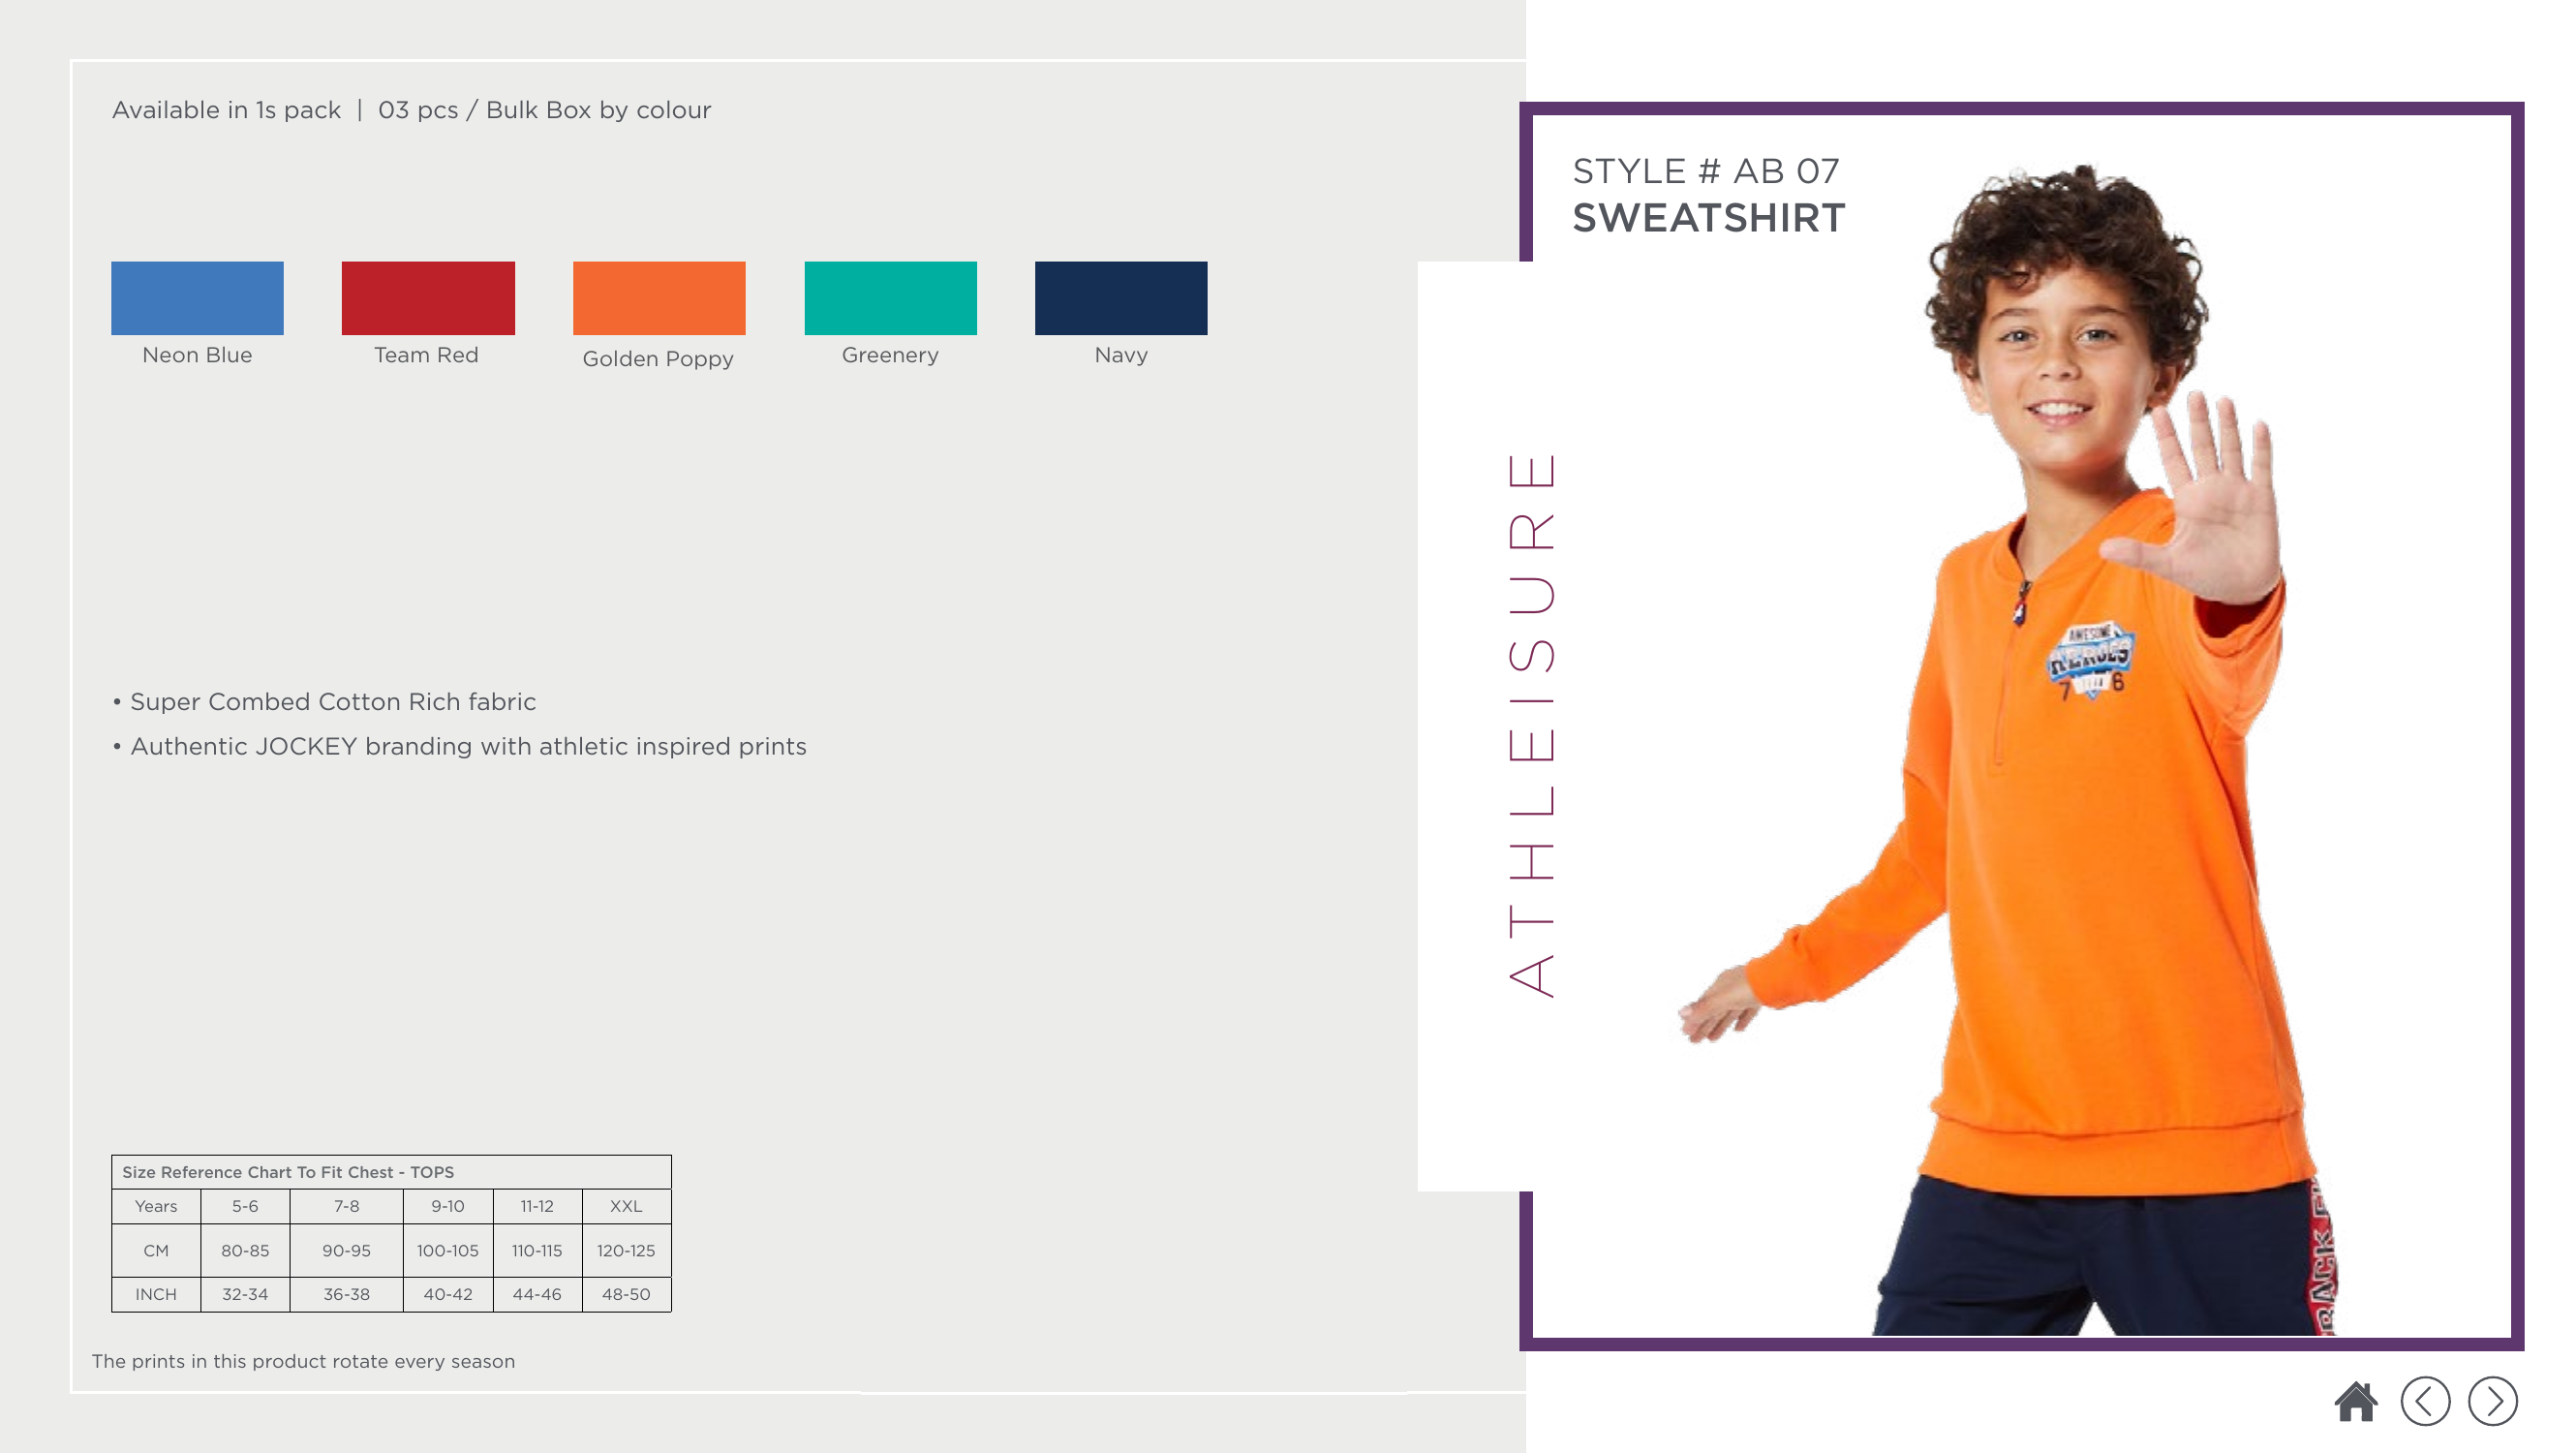 Available in 1s pack | 03 pcs / Bulk Box by colour
Neon Blue
Team Red
Golden Poppy
Greenery
Navy
• Super Combed Cotton Rich fabric
• Authentic JOCKEY branding with athletic inspired prints
Size Reference Chart To Fit Chest - TOPS
Years 5-6 7-8 9-10 11-12 XXL
CM 80-85 90-95 100-105 110-115 120-125
INCH 32-34 36-38 40-42 44-46 48-50
The prints in this product rotate every season
STYLE # AB 07
SWEATSHIRT
ATHLEISURE
AWESOME
HEROES
7 6